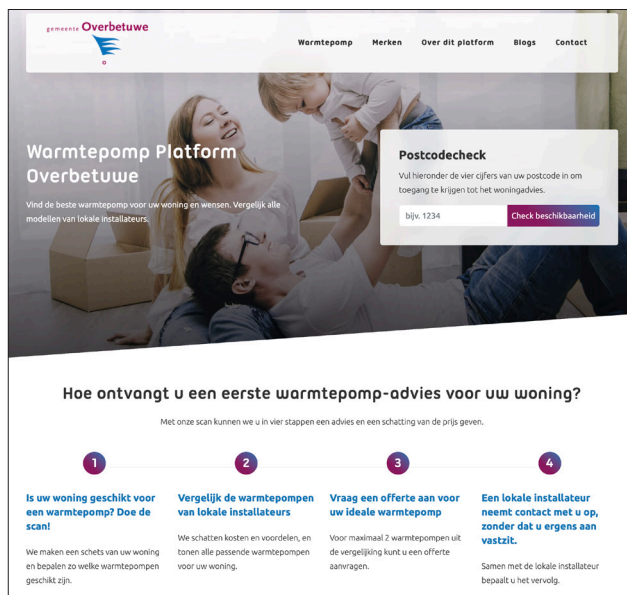 gemeente Overbetuwe
Warmtepomp Merken Over dit platform Blogs Contact
Warmtepomp Platform
Overbetuwe
Vind de beste warmtepomp voor uw woning en wensen. Vergelijk alle
modellen van lokale installateurs.
Postcodecheck
Vul hieronder de vier cijfers van uw postcode in om
toegang te krijgen tot het woningadvies.
bijv. 1234 Check beschikbaarheid
Hoe ontvangt u een eerste warmtepomp-advies voor uw woning?
Met onze scan kunnen we u in vier stappen een advies en een schatting van de prijs geven.
1
Is uw woning geschikt voor
een warmtepomp? Doe de
scan!
We maken een schets van uw woning
en bepalen zo welke warmtepompen
geschikt zijn.
2
Vergelijk de warmtepompen
van lokale installateurs
We schatten kosten en voordelen, en
tonen alle passende warmtepompen
voor uw woning.
3
Vraag een offerte aan voor
uw ideale warmtepomp
Voor maximaal 2 warmtepompen uit
de vergelijking kunt u een offerte
aanvragen.
4
Een lokale installateur
neemt contact met u op,
zonder dat u ergens aan
vastzit.
Samen met de lokale installateur
bepaalt u het vervolg.